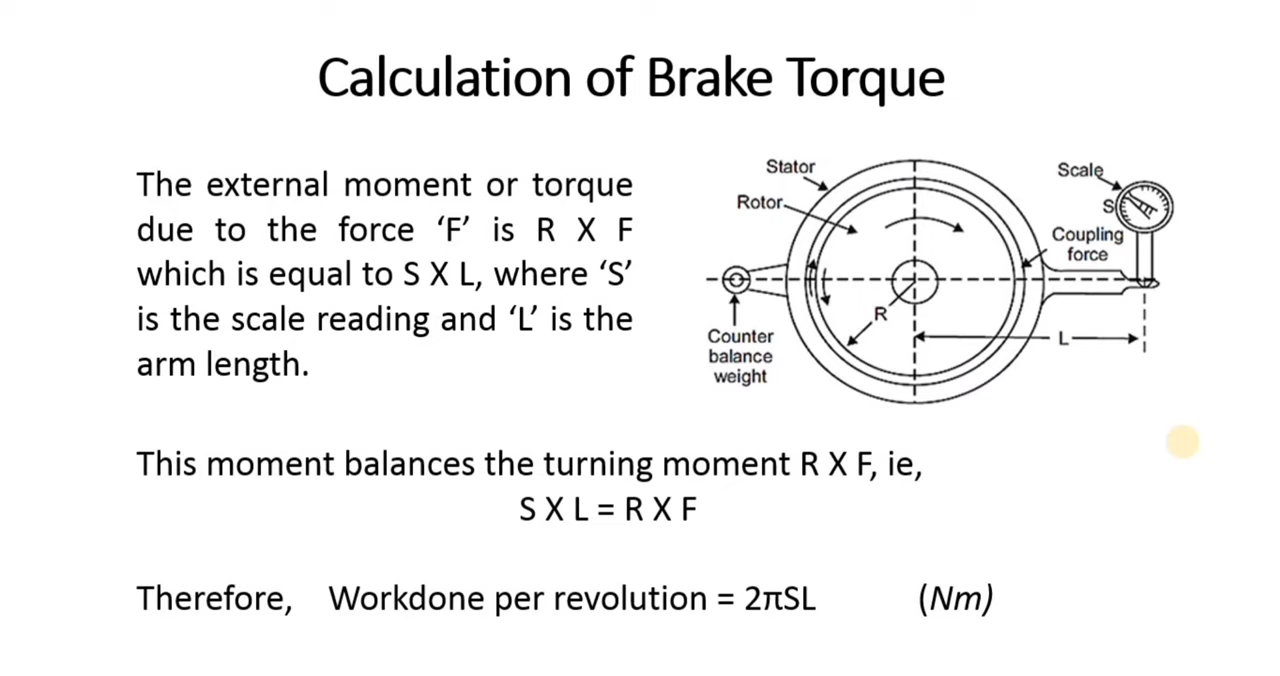 Calculation of Brake Torque
The external moment or torque
due to the force ‘F’ is R X F
which is equal to S X L, where ‘S’
is the scale reading and ‘L’ is the
arm length.
Stator
Rotor
Scale
S
Coupling
force
R
L
Counter
balance
weight
This moment balances the turning moment R X F, ie,
S X L = R X F
Therefore, Workdone per revolution = 2πSL (Nm)